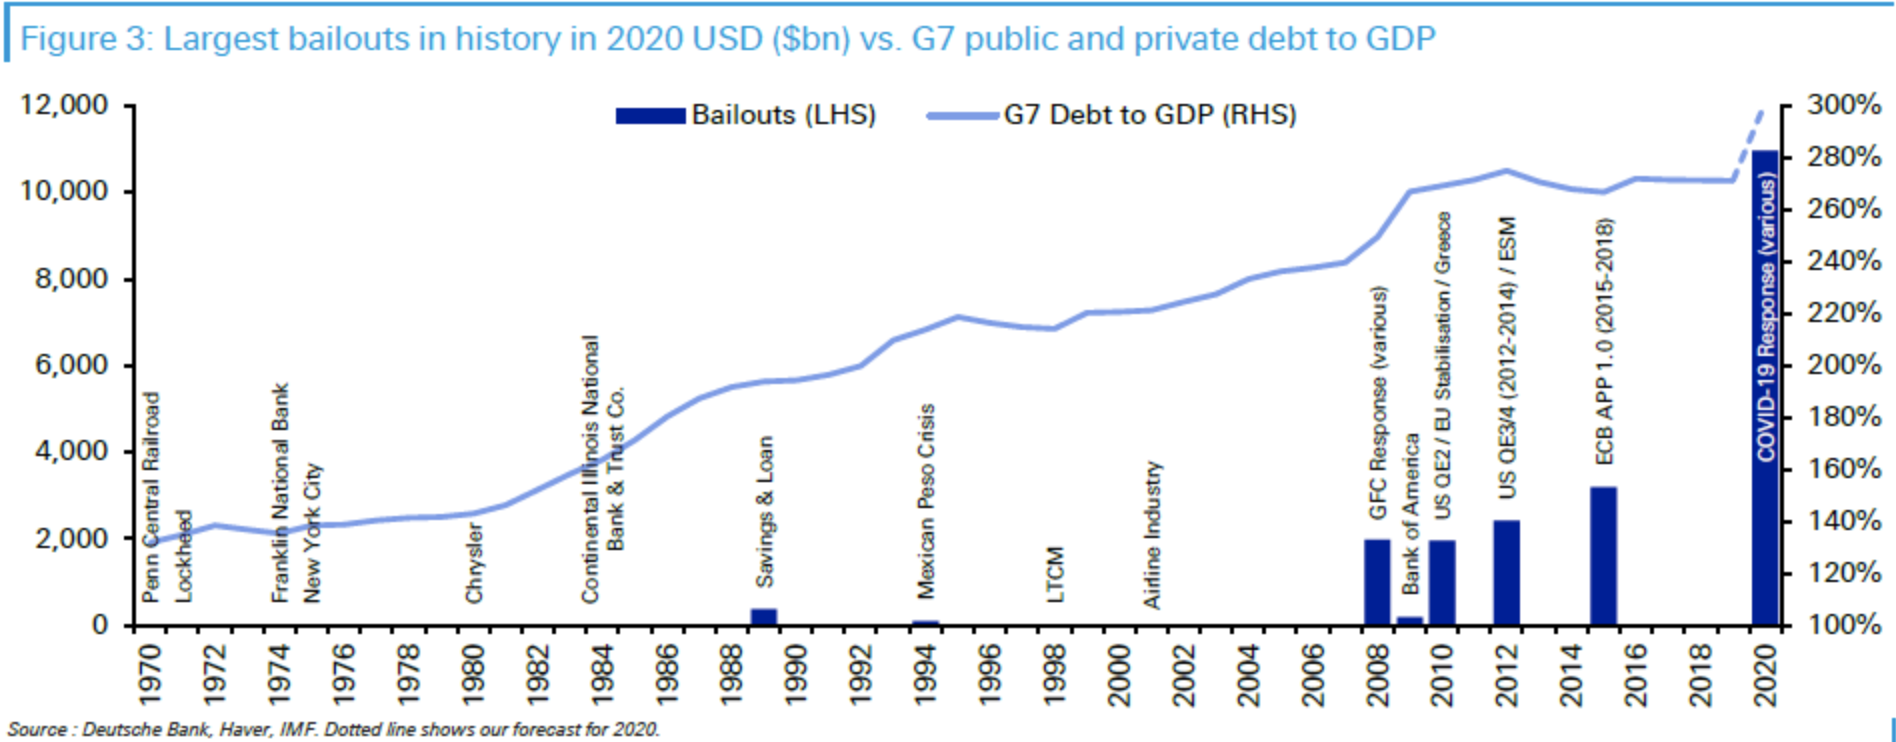 Figure 3: Largest bailouts in history in 2020 USD ($bn) vs. G7 public and private debt to GDP
Bailouts (LHS)
G7 Debt to GDP (RHS)
12,000
10,000
8,000
6,000
4,000
2,000
0
300%
280%
260%
240%
220%
200%
180%
160%
140%
120%
100%
Penn Central Railroad
Lockheed
Franklin National Bank
New York City
Chrysler
Continental Illinois National
Bank & Trust Co.
Savings & Loan
Mexican Peso Crisis
LTCM
Airline Industry
GFC Response (various)
Bank of America
US QE2 / EU Stabilisation / Greece
US QE3/4 (2012-2014) / ESM
ECB APP 1.0 (2015-2018)
COVID-19 Response (various)
1970
1972
1974
1976
1978
1980
1982
1984
1986
1988
1990
1992
1994
1996
1998
2000
2002
2004
2006
2008
2010
2012
2014
2016
2018
2020
Source : Deutsche Bank, Haver, IMF. Dotted line shows our forecast for 2020.